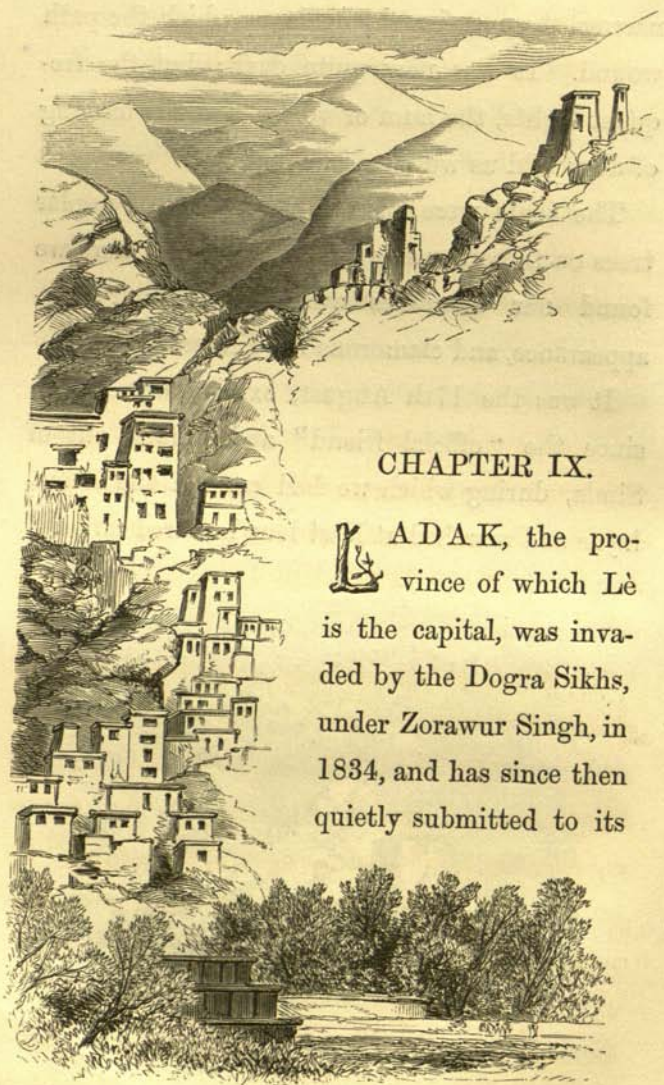 CHAPTER IX.
LADAK, the pro-
vince of which Lè
is the capital, was inva-
ded by the Dogra Sikhs,
under Zorawur Singh, in
1834, and has since then
quietly submitted to its